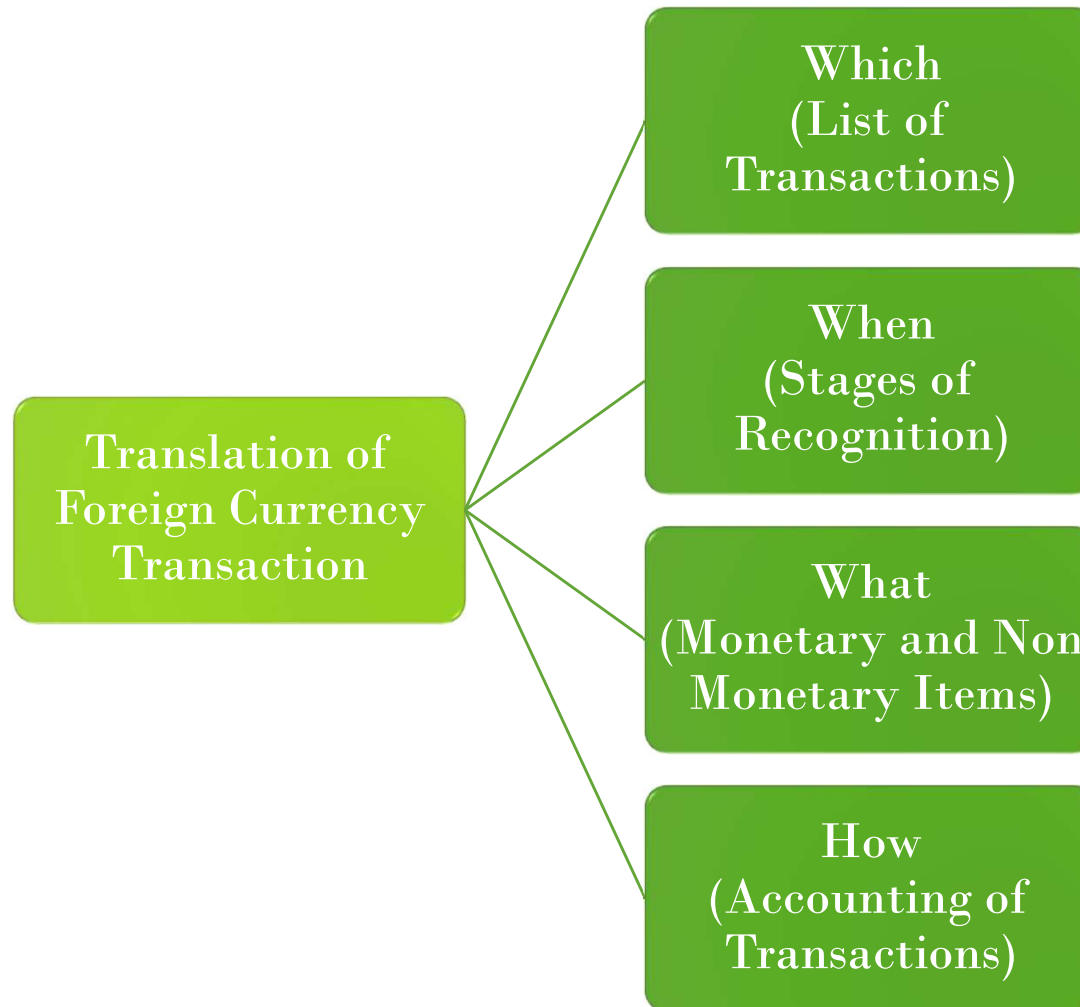 Which
(List of
Transactions)
When
(Stages of
Recognition)
Translation of
Foreign Currency
Transaction
What
(Monetary and Non
Monetary Items)
How
(Accounting of
Transactions)